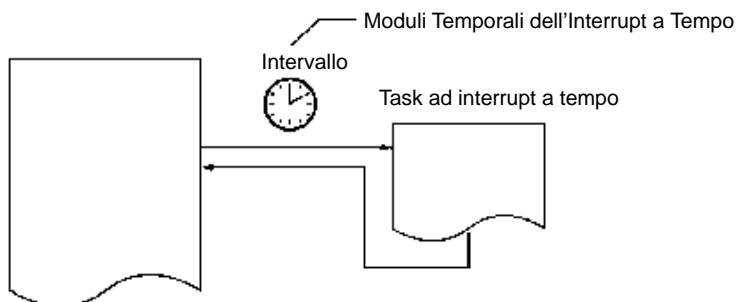 Moduli Temporali dell'Interrupt a Tempo
Intervallo
Task ad interrupt a tempo